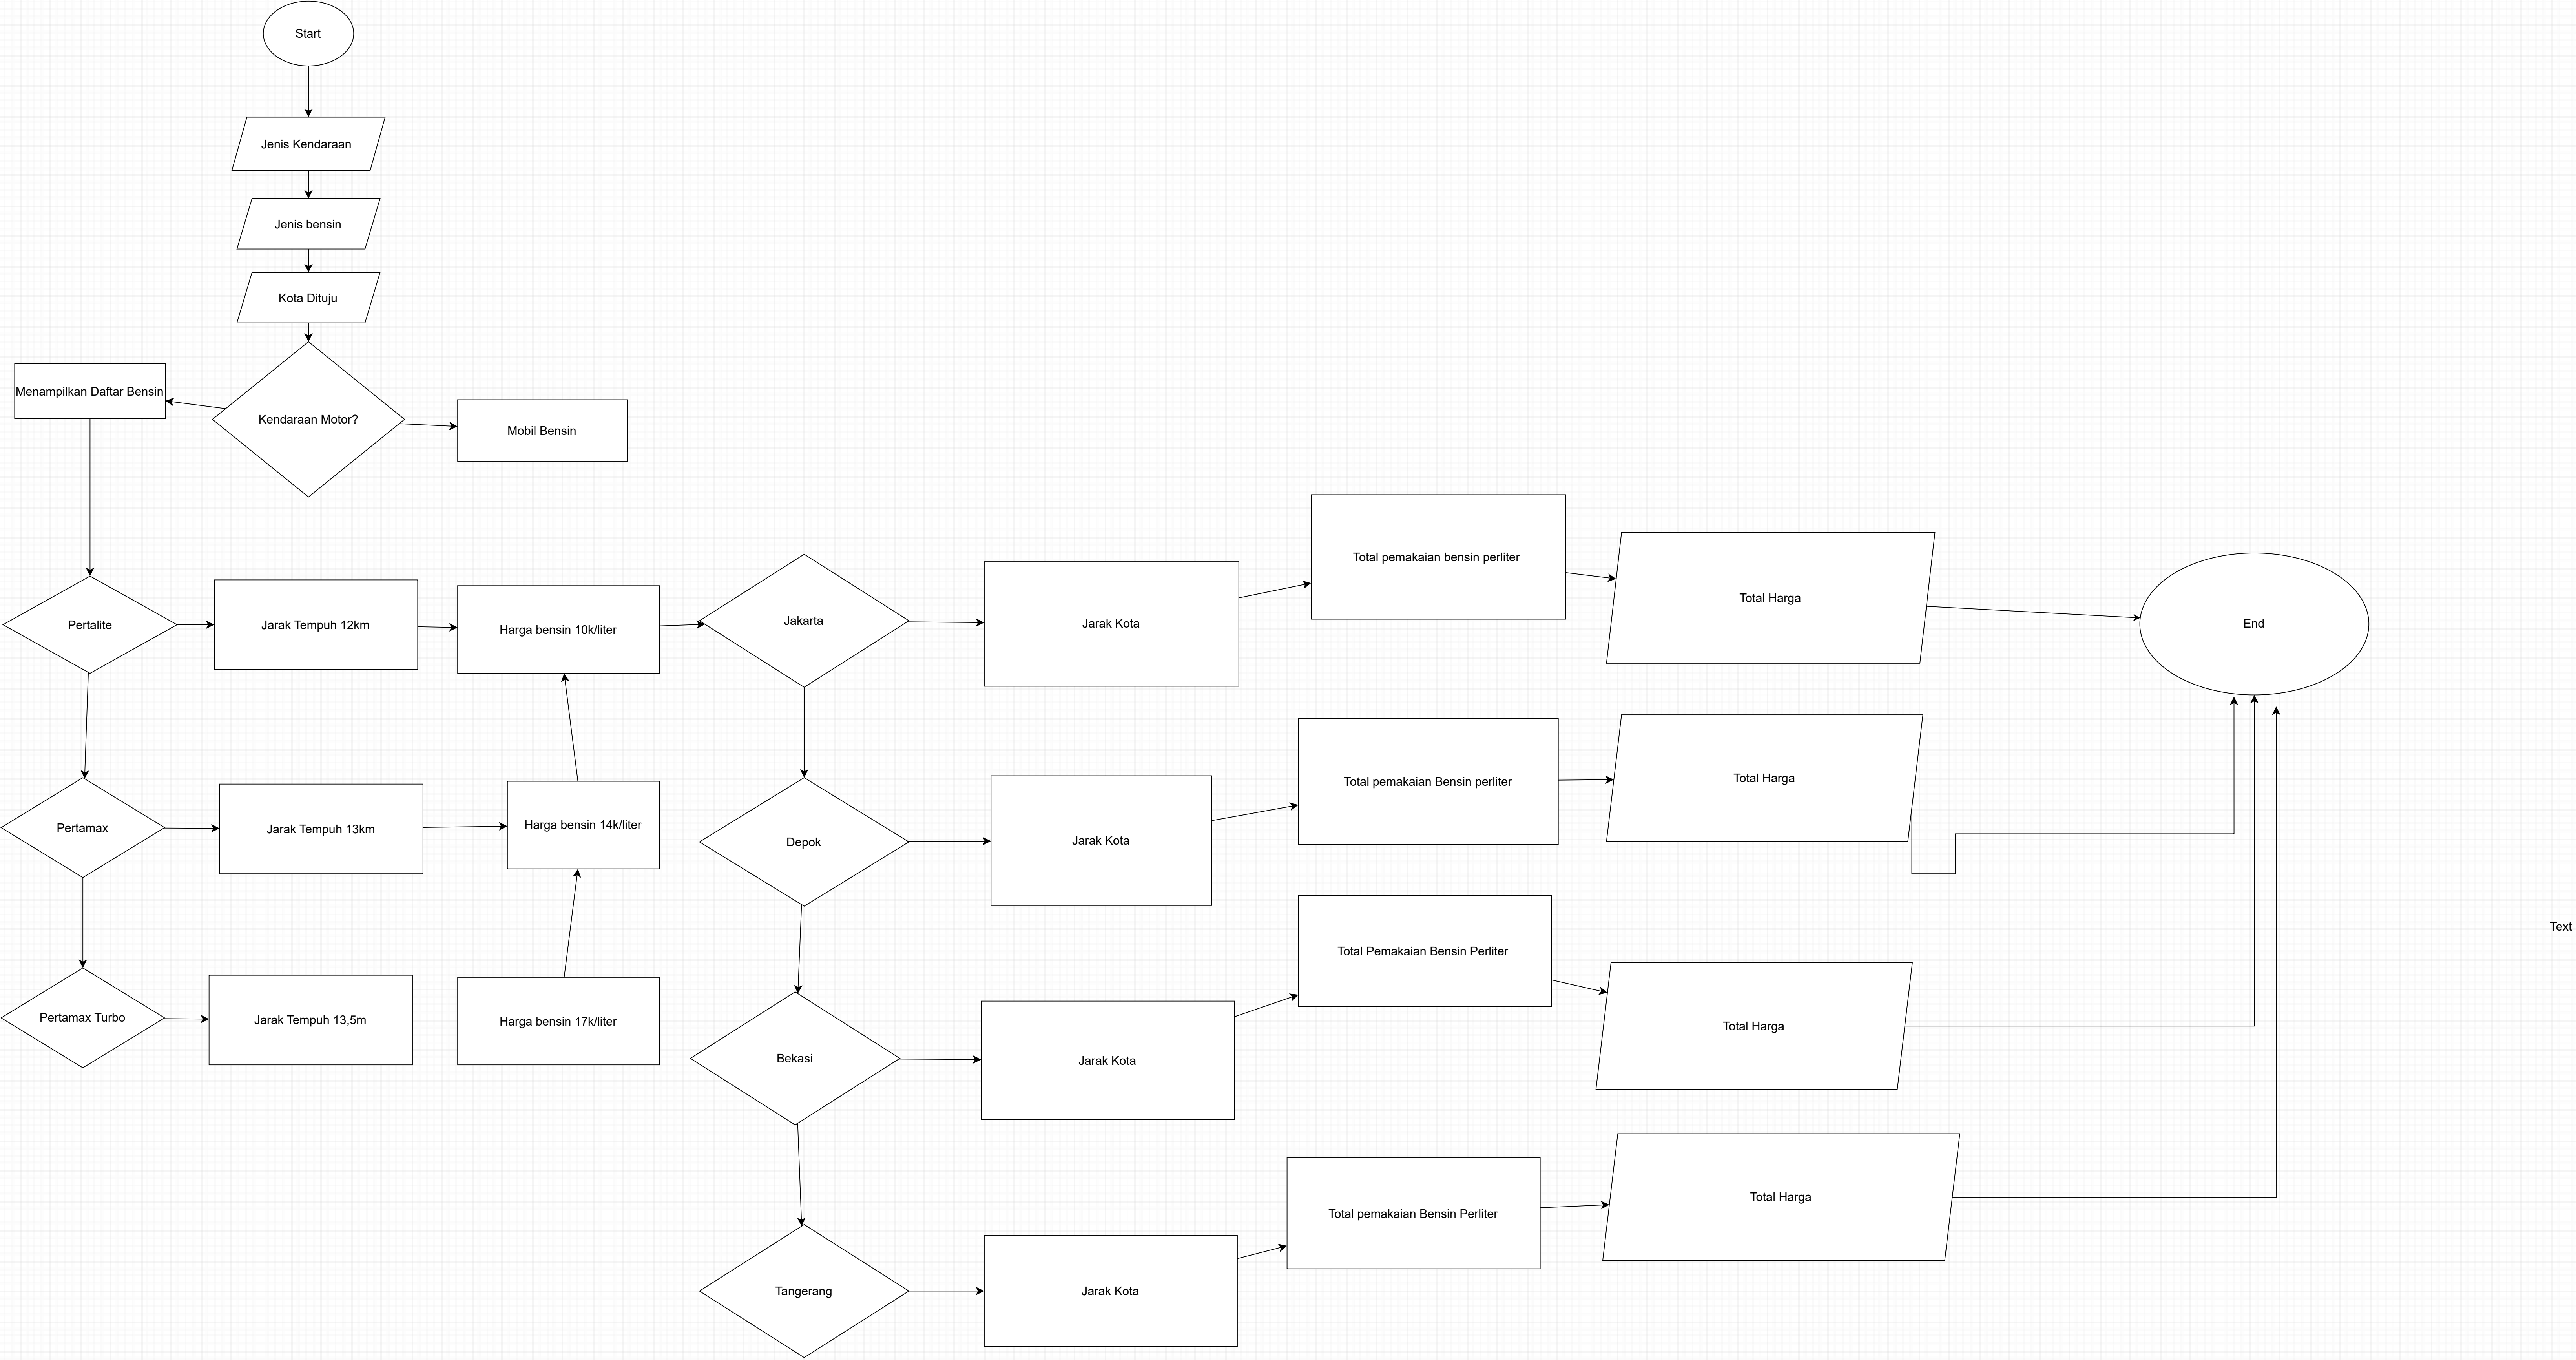 Start
Jenis Kendaraan
Jenis bensin
Kota Dituju
Kendaraan Motor?
Menampilkan Daftar Bensin
Mobil Bensin
Pertalite
Jarak Tempuh 12km
Harga bensin 10k/liter
Jakarta
Jarak Kota
Total pemakaian bensin perliter
Total Harga
End
Pertamax
Jarak Tempuh 13km
Harga bensin 14k/liter
Depok
Jarak Kota
Total pemakaian Bensin perliter
Total Harga
Pertamax Turbo
Jarak Tempuh 13,5m
Harga bensin 17k/liter
Bekasi
Jarak Kota
Total Pemakaian Bensin Perliter
Total Harga
Tangerang
Jarak Kota
Total pemakaian Bensin Perliter
Total Harga
Text